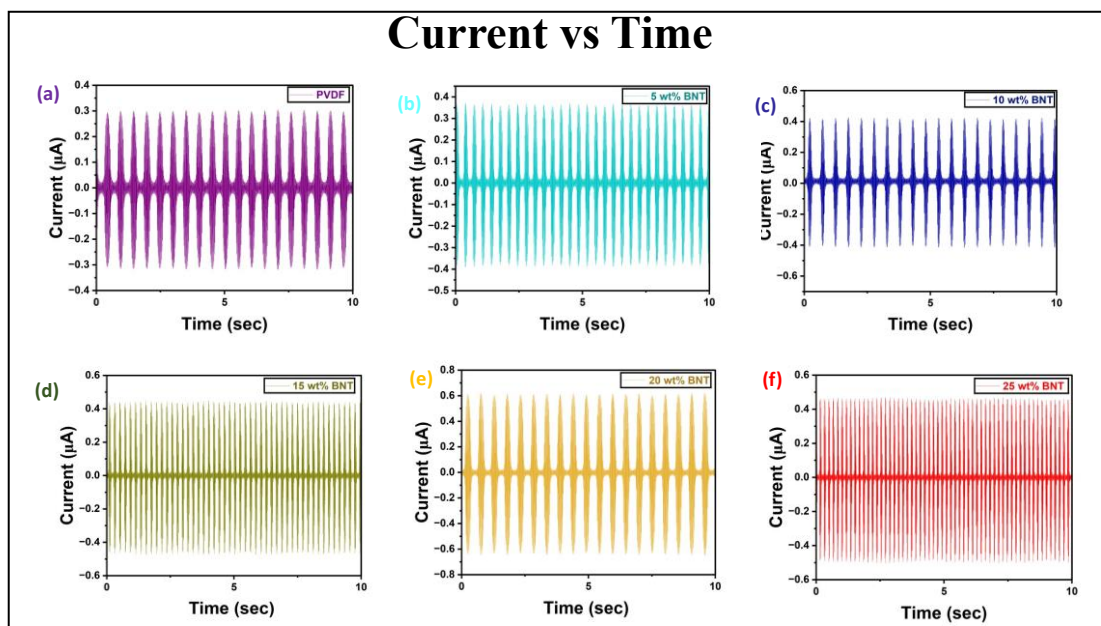 Current vs Time
(a)
PVDF
0.4
0.3
0.2
0.1
0.0
−0.1
−0.2
−0.3
−0.4
Current (μA)
0
5
10
Time (sec)
(b)
5 wt% BNT
0.4
0.3
0.2
0.1
0.0
−0.1
−0.2
−0.3
−0.4
−0.5
Current (μA)
0
5
10
Time (sec)
(c)
10 wt% BNT
0.6
0.4
0.2
0.0
−0.2
−0.4
−0.6
Current (μA)
0
5
10
Time (sec)
(d)
15 wt% BNT
0.6
0.4
0.2
0.0
−0.2
−0.4
−0.6
Current (μA)
0
5
10
Time (sec)
(e)
20 wt% BNT
0.8
0.6
0.4
0.2
0.0
−0.2
−0.4
−0.6
−0.8
Current (μA)
0
5
10
Time (sec)
(f)
25 wt% BNT
0.6
0.4
0.2
0.0
−0.2
−0.4
−0.6
Current (μA)
0
5
10
Time (sec)